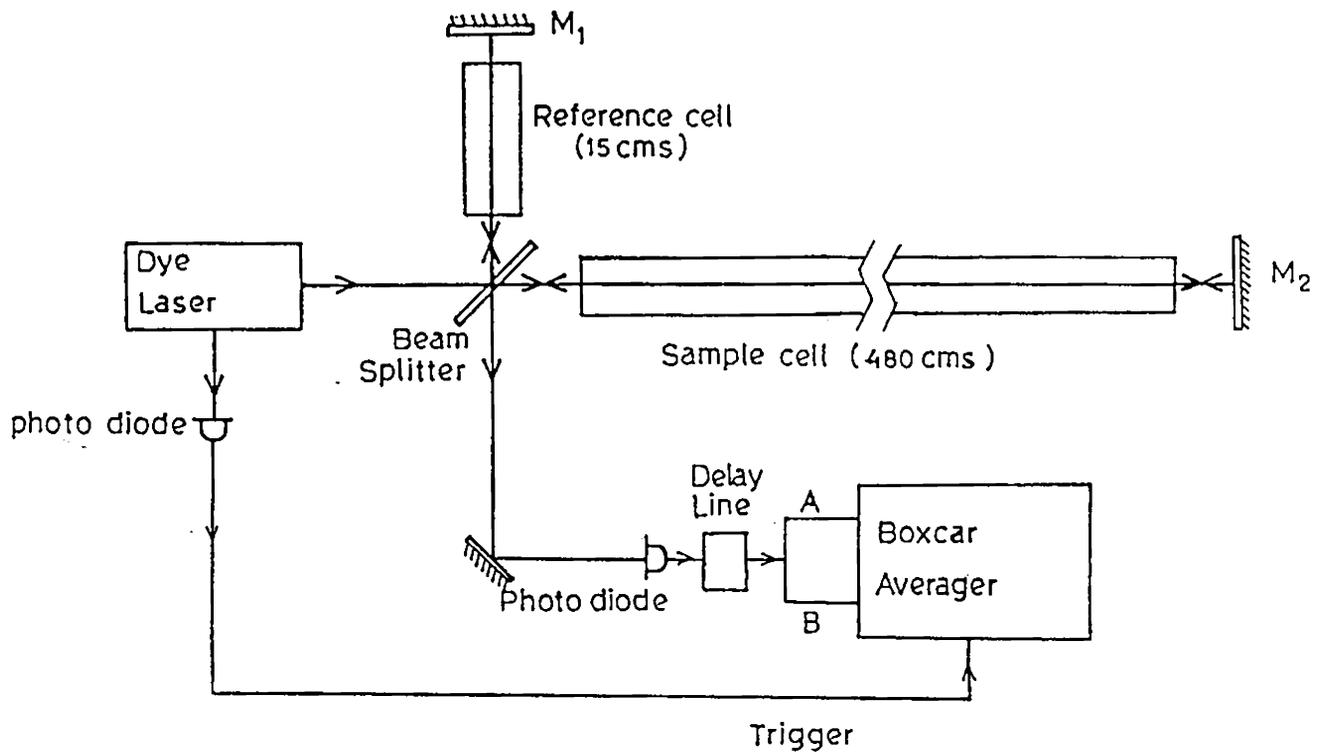 M1
Reference cell
(15 cms)
Dye
Laser
M2
Beam
Splitter
Sample cell (480 cms)
photo diode
Delay
Line
A
Boxcar
Averager
Photo diode
B
Trigger